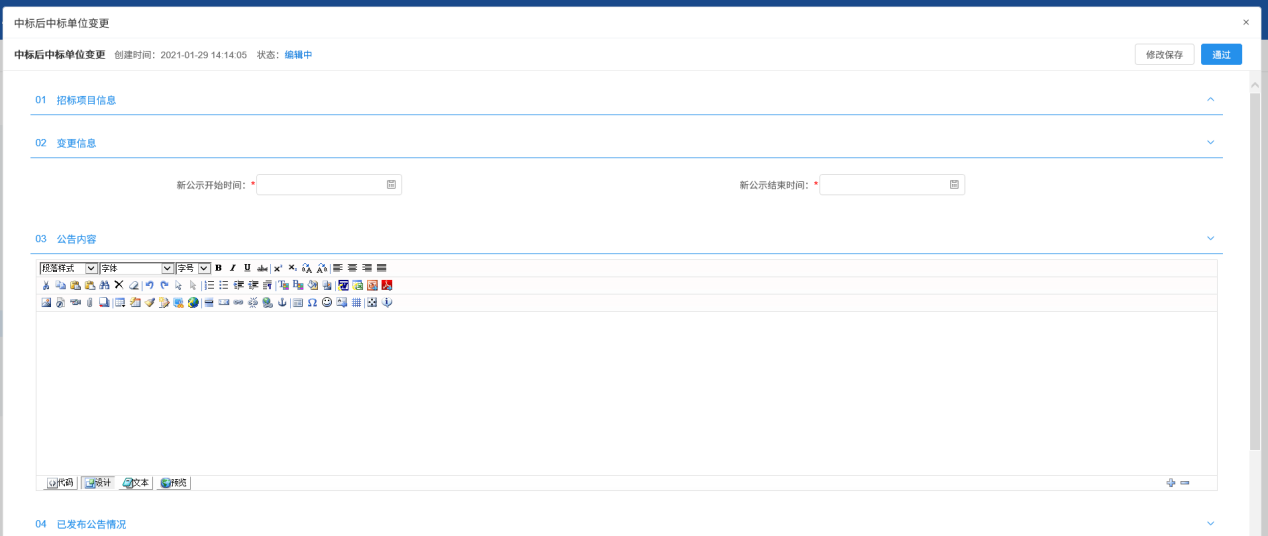 中标后中标单位变更 ×
中标后中标单位变更 创建时间：2021-01-29 14:14:05 状态：编辑中 修改保存 通过
01 招标项目信息
02 变更信息
新公示开始时间：* 新公示结束时间：*
03 公告内容
段落样式 字体 字号 B I U abc x² x₂
代码 设计 文本 预览
04 已发布公告情况